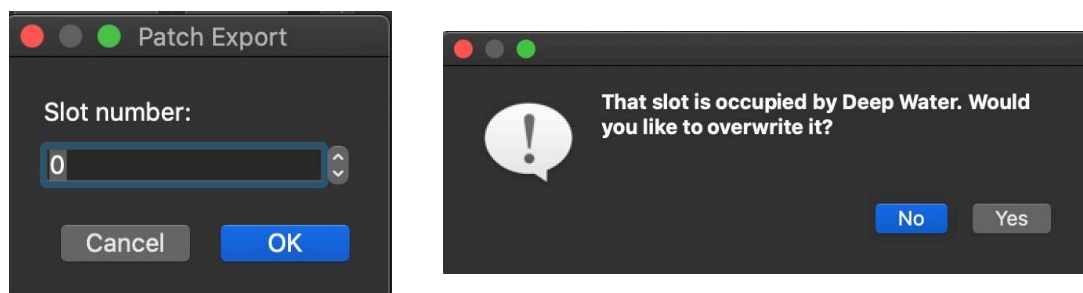 Patch Export
Slot number:
0
Cancel
OK
That slot is occupied by Deep Water. Would
you like to overwrite it?
No
Yes